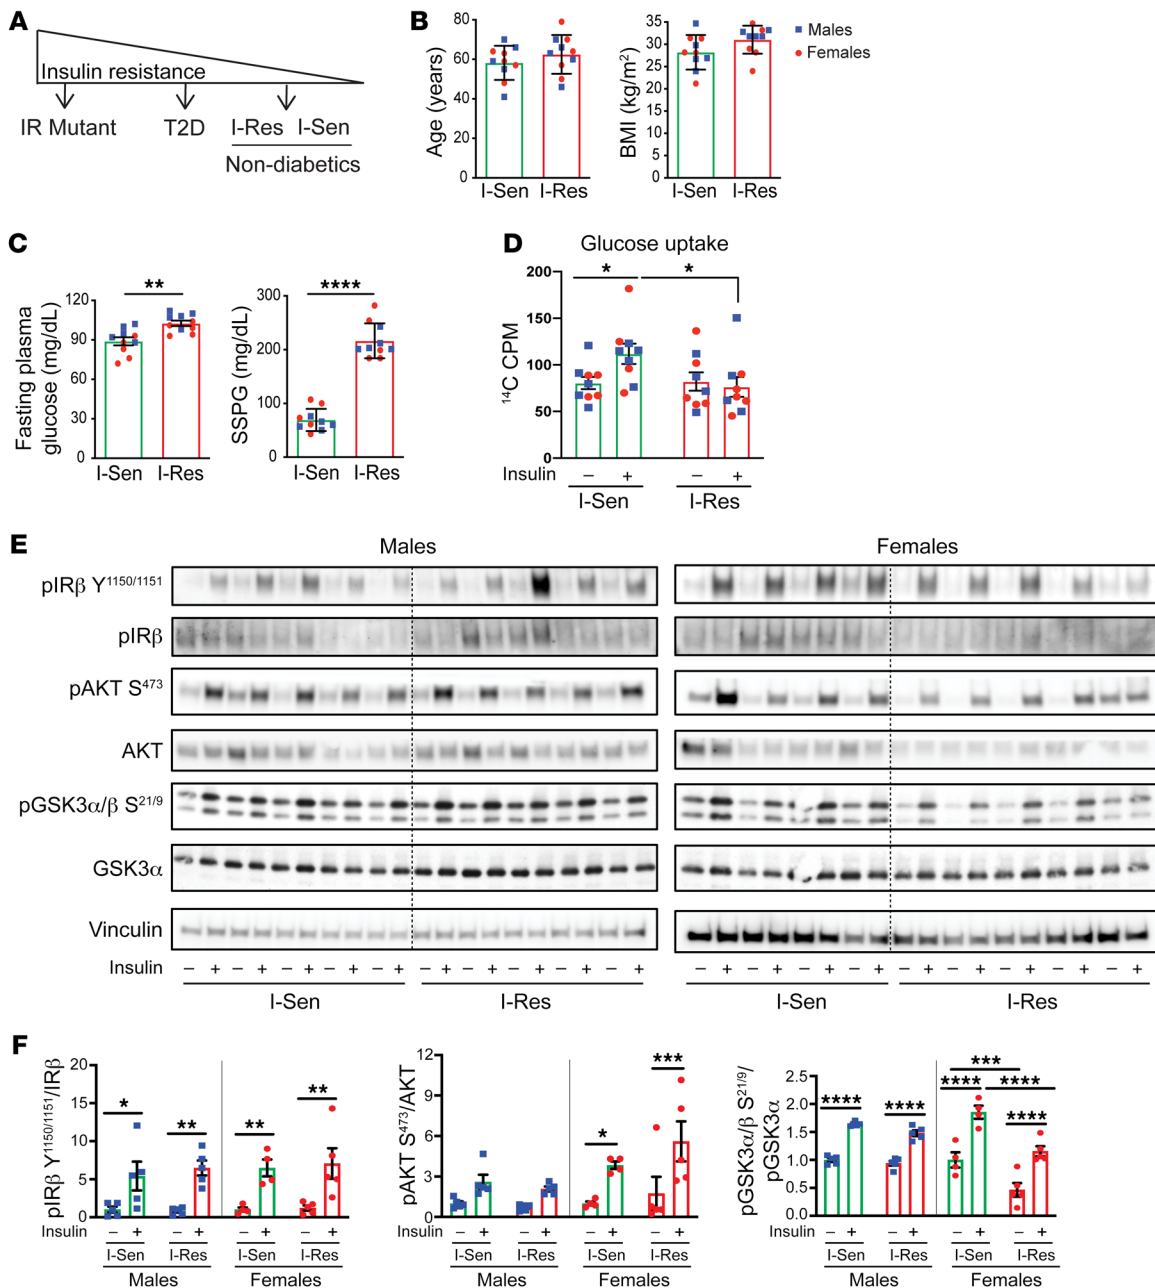 A
Insulin resistance
IR Mutant
T2D
I-Res I-Sen
Non-diabetics
B
Age (years)
80
60
40
20
0
I-Sen I-Res
BMI (kg/m²)
35
30
25
20
15
10
5
0
I-Sen I-Res
Males
Females
C
Fasting plasma
glucose (mg/dL)
120
90
60
30
0
**
I-Sen I-Res
SSPG (mg/dL)
300
200
100
0
****
I-Sen I-Res
D
Glucose uptake
¹⁴C CPM
200
150
100
50
0
* *
Insulin − + − +
I-Sen I-Res
E
Males Females
pIRβ Y1150/1151
pIRβ
pAKT S473
AKT
pGSK3α/β S21/9
GSK3α
Vinculin
Insulin − + − + − + − + − + − + − + − + − + − + − + − + − + − + − + − + − + − + − + − +
I-Sen I-Res I-Sen I-Res
F
pIRβ Y1150/1151/IRβ
20
15
10
5
0
* ** ** **
Insulin − + − + − + − +
I-Sen I-Res I-Sen I-Res
Males Females
pAKT S473/AKT
12
9
6
3
0
* ***
Insulin − + − + − + − +
I-Sen I-Res I-Sen I-Res
Males Females
pGSK3α/β S21/9/
pGSK3α
2.5
2.0
1.5
1.0
0.5
0.0
***
**** **** **** ****
****
Insulin − + − + − + − +
I-Sen I-Res I-Sen I-Res
Males Females